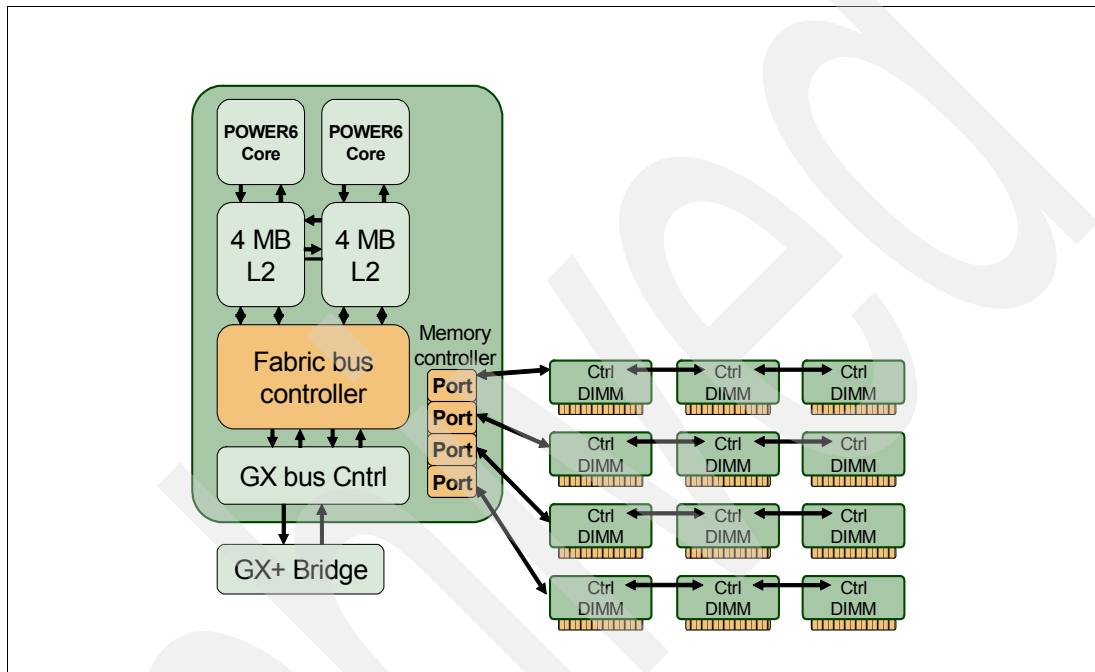 POWER6
Core
POWER6
Core
4 MB
L2
4 MB
L2
Fabric bus
controller
Memory
controller
Port
Port
Port
Port
GX bus Cntrl
GX+ Bridge
Ctrl
DIMM
Ctrl
DIMM
Ctrl
DIMM
Ctrl
DIMM
Ctrl
DIMM
Ctrl
DIMM
Ctrl
DIMM
Ctrl
DIMM
Ctrl
DIMM
Ctrl
DIMM
Ctrl
DIMM
Ctrl
DIMM